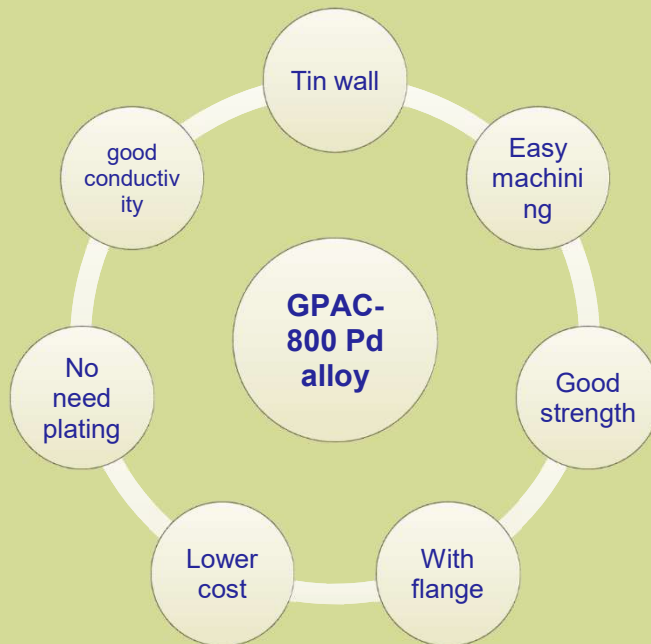 Tin wall
Easy
machini
ng
good
conductiv
ity
GPAC-
800 Pd
alloy
No
need
plating
Good
strength
Lower
cost
With
flange